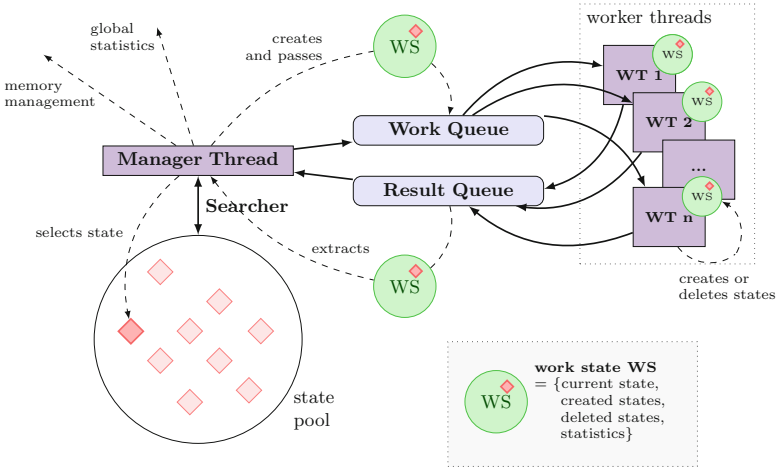 global
statistics
memory
management
creates
and passes
WS
worker threads
WT 1
WS
WT 2
WS
...
WT n
WS
Work Queue
Manager Thread
Result Queue
Searcher
selects state
extracts
WS
creates or
deletes states
state
pool
WS
work state WS
= {current state,
created states,
deleted states,
statistics}